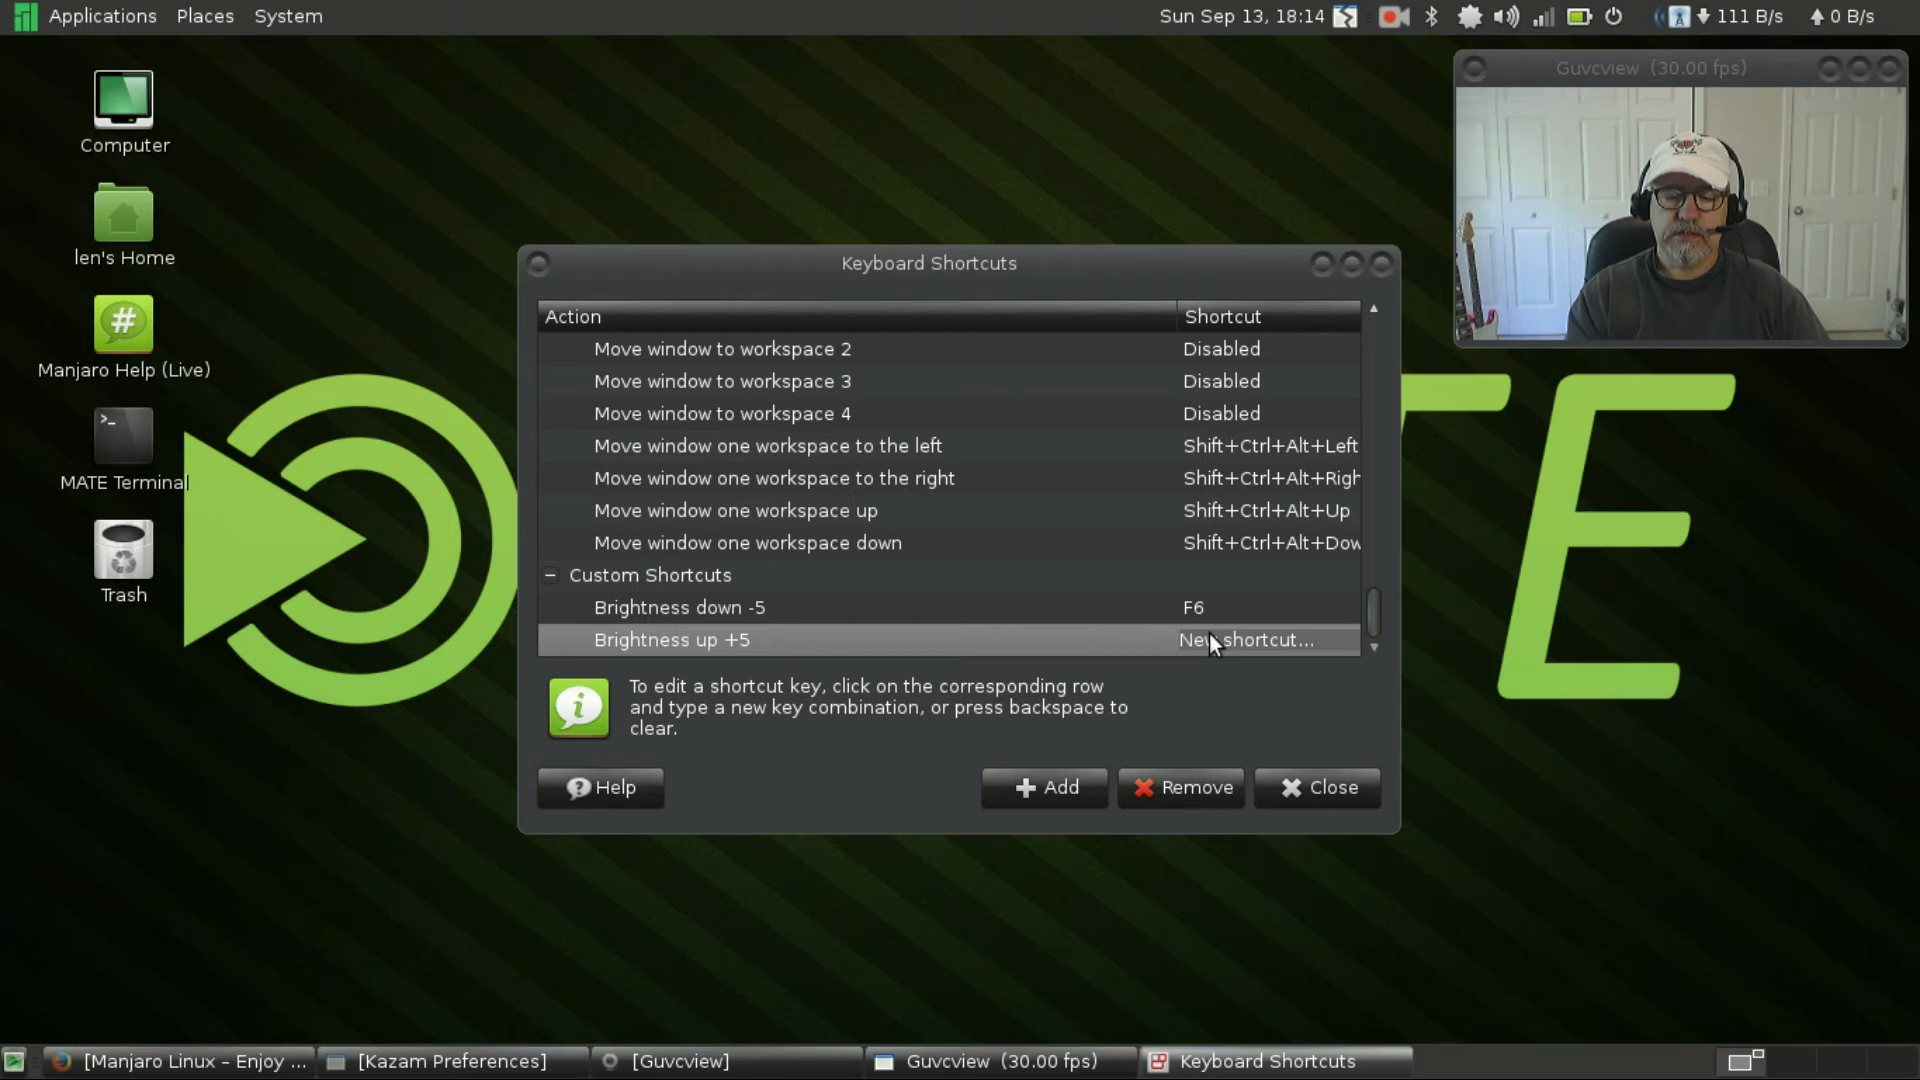 Applications Places System
Sun Sep 13, 18:14
111 B/s
0 B/s
Computer
len's Home
Manjaro Help (Live)
MATE Terminal
Trash
Guvcview (30.00 fps)
Keyboard Shortcuts
Action Shortcut
Move window to workspace 2 Disabled
Move window to workspace 3 Disabled
Move window to workspace 4 Disabled
Move window one workspace to the left Shift+Ctrl+Alt+Left
Move window one workspace to the right Shift+Ctrl+Alt+Righ
Move window one workspace up Shift+Ctrl+Alt+Up
Move window one workspace down Shift+Ctrl+Alt+Dow
Custom Shortcuts
Brightness down -5 F6
Brightness up +5 New shortcut...
To edit a shortcut key, click on the corresponding row
and type a new key combination, or press backspace to
clear.
Help
Add
Remove
Close
TE
[Manjaro Linux – Enjoy ...
[Kazam Preferences]
[Guvcview]
Guvcview (30.00 fps)
Keyboard Shortcuts